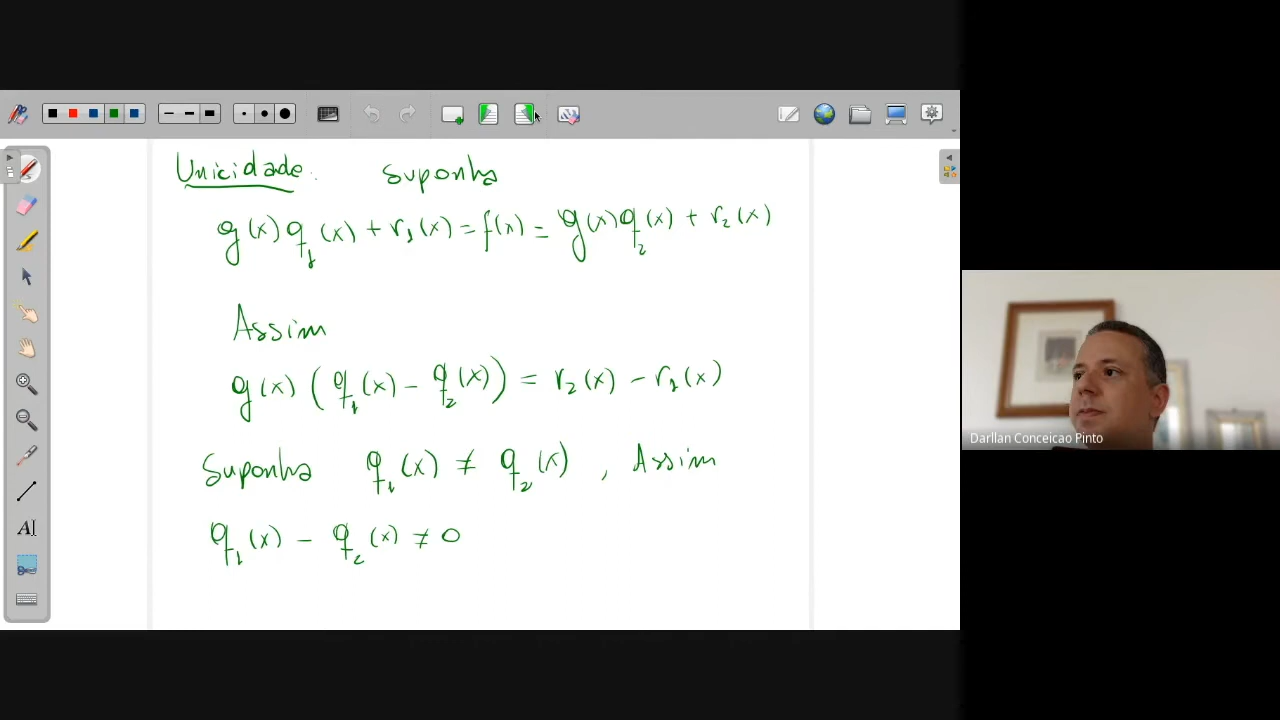 Unicidade. Suponha
g(x) q₁(x) + r₁(x) = f(x) = g(x) q₂(x) + r₂(x)
Assim
g(x) (q₁(x) - q₂(x)) = r₂(x) - r₁(x)
Suponha q₁(x) ≠ q₂(x), Assim
q₁(x) - q₂(x) ≠ 0
Darllan Conceicao Pinto